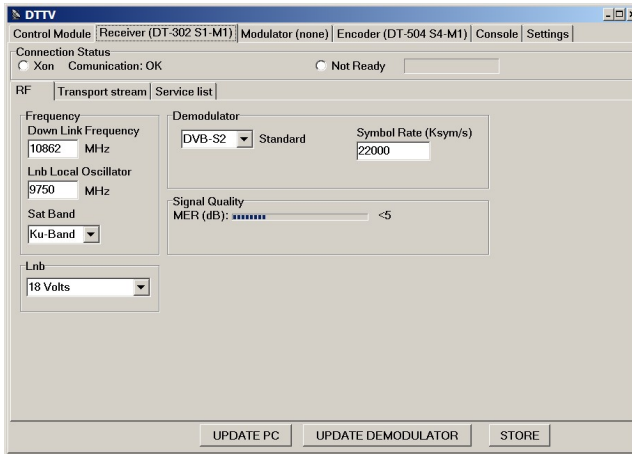 DTTV
Control Module Receiver (DT-302 S1-M1) Modulator (none) Encoder (DT-504 S4-M1) Console Settings
Connection Status
Xon Comunication: OK Not Ready
RF Transport stream Service list
Frequency
Down Link Frequency
10862 MHz
Lnb Local Oscillator
9750 MHz
Sat Band
Ku-Band
Demodulator
DVB-S2 Standard
Symbol Rate (Ksym/s)
22000
Signal Quality
MER (dB): <5
Lnb
18 Volts
UPDATE PC UPDATE DEMODULATOR STORE